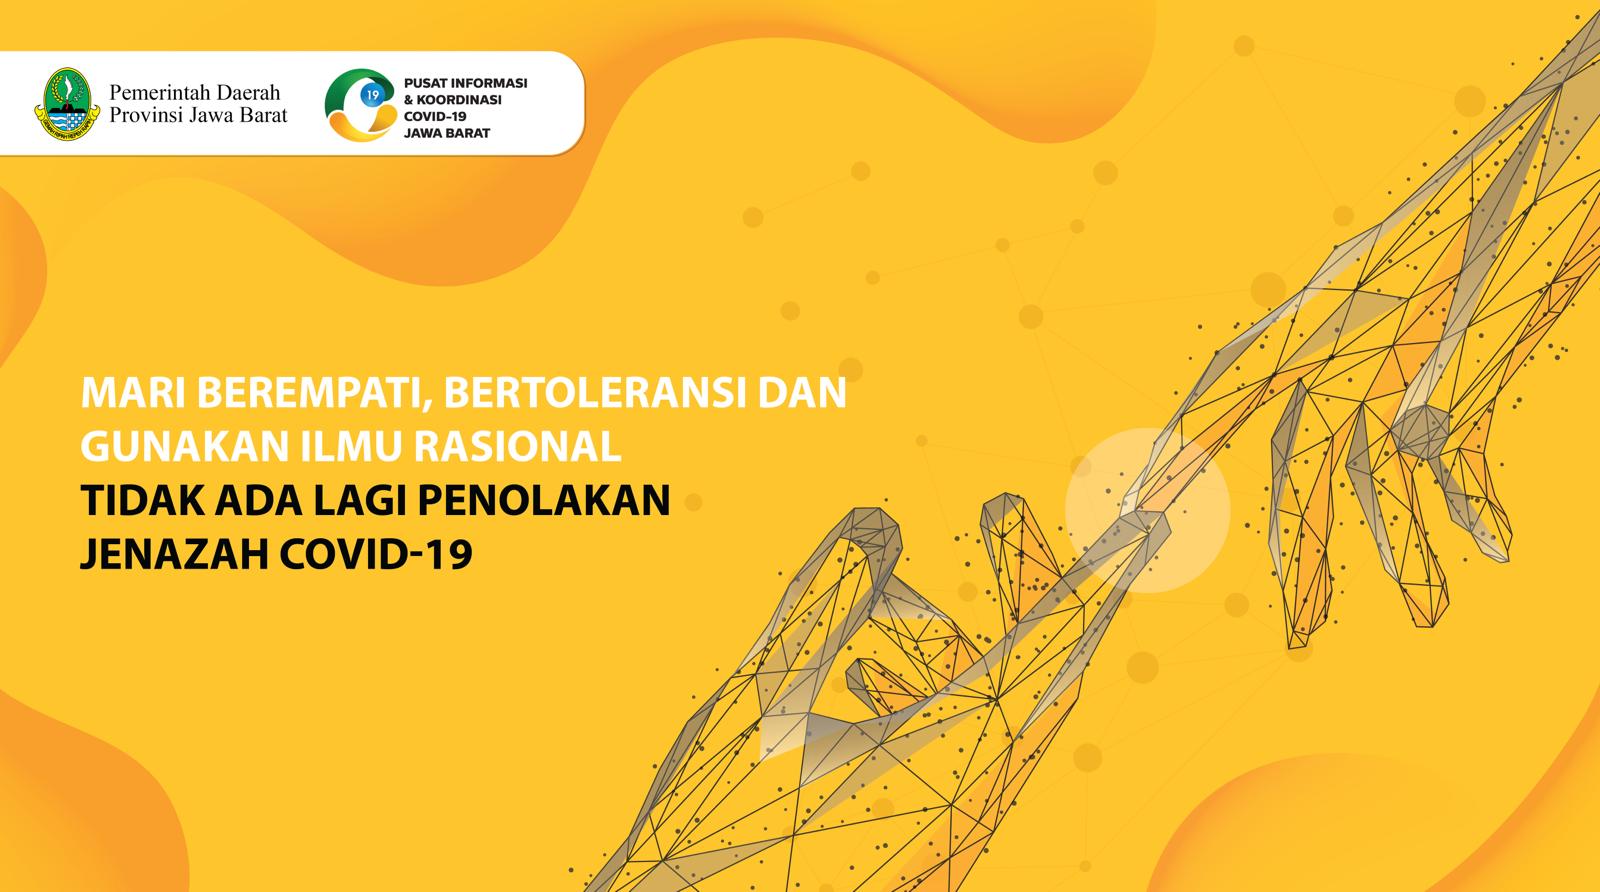 Pemerintah Daerah
Provinsi Jawa Barat
19
PUSAT INFORMASI
& KOORDINASI
COVID-19
JAWA BARAT
MARI BEREMPATI, BERTOLERANSI DAN
GUNAKAN ILMU RASIONAL
TIDAK ADA LAGI PENOLAKAN
JENAZAH COVID-19